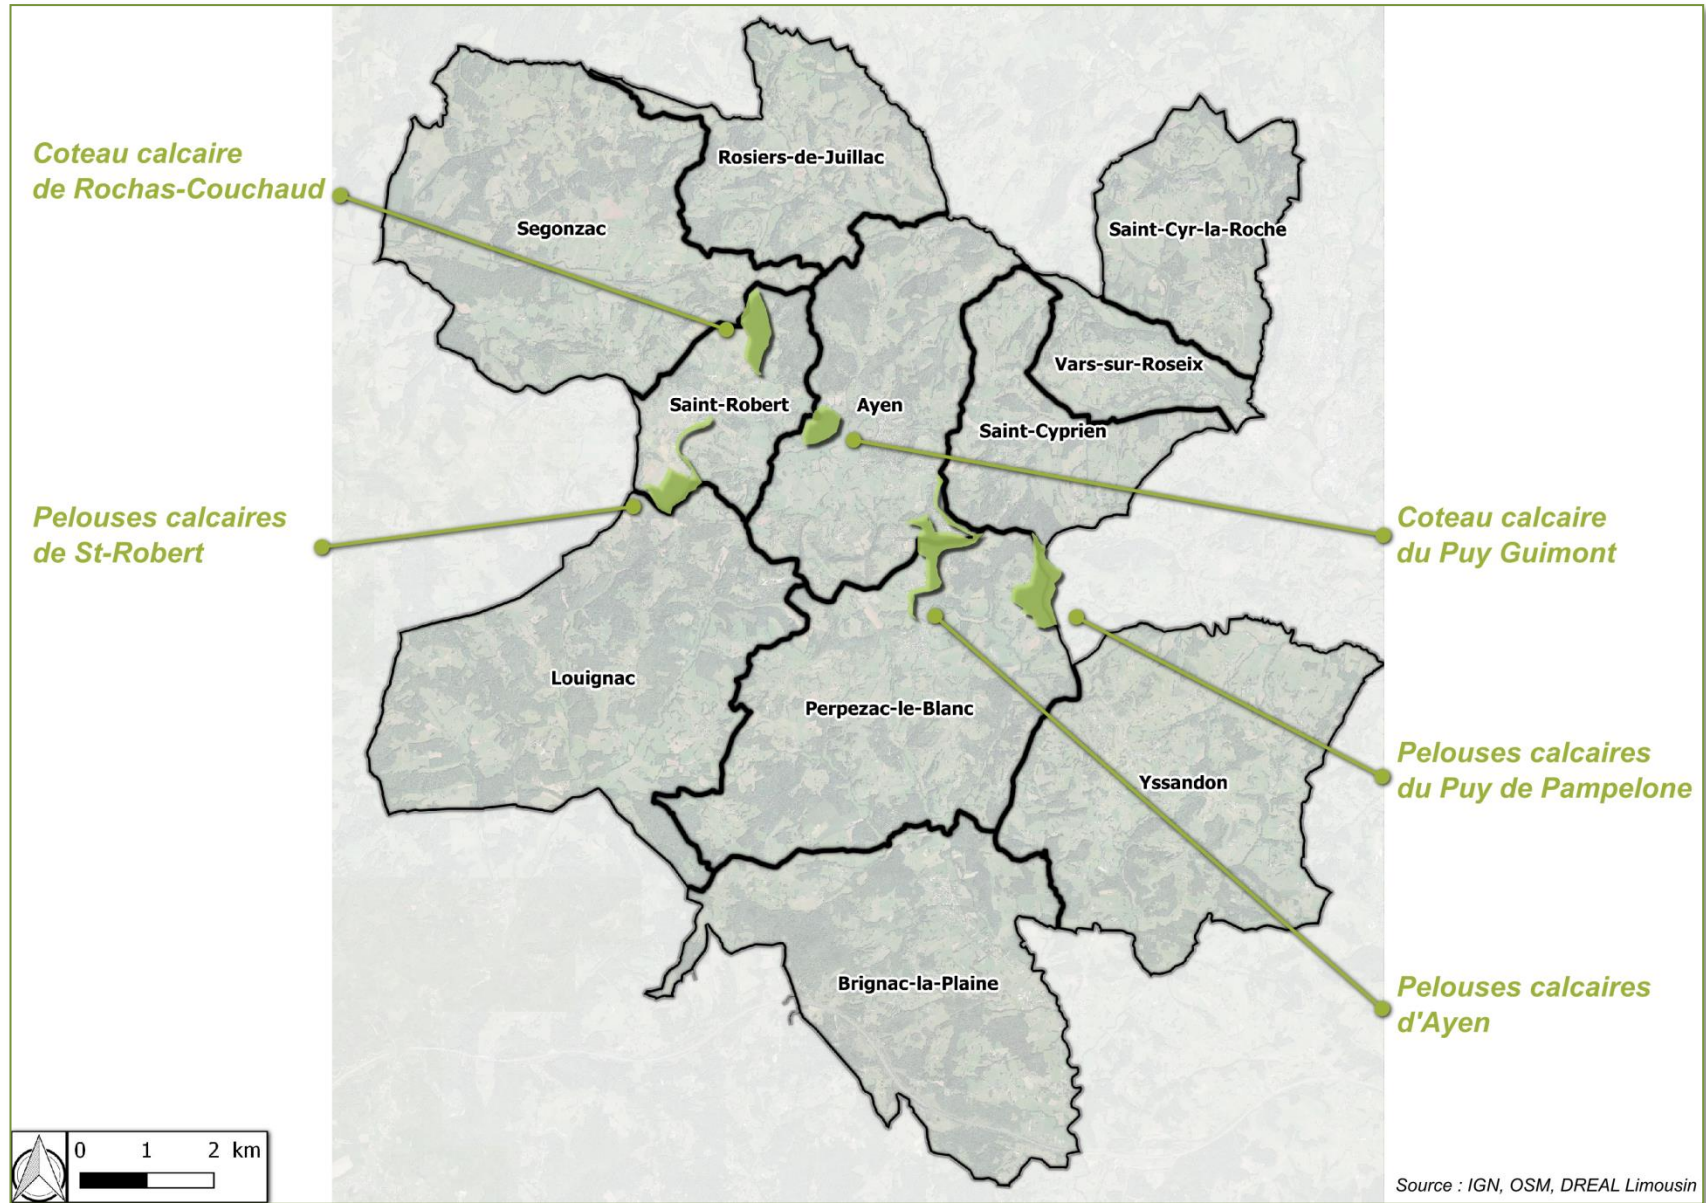 Coteau calcaire
de Rochas-Couchaud
Rosiers-de-Juillac
Segonzac
Saint-Cyr-la-Roche
Vars-sur-Roseix
Saint-Robert
Ayen
Saint-Cyprien
Pelouses calcaires
de St-Robert
Coteau calcaire
du Puy Guimont
Louignac
Perpezac-le-Blanc
Yssandon
Pelouses calcaires
du Puy de Pampelone
Brignac-la-Plaine
Pelouses calcaires
d'Ayen
0 1 2 km
Source : IGN, OSM, DREAL Limousin